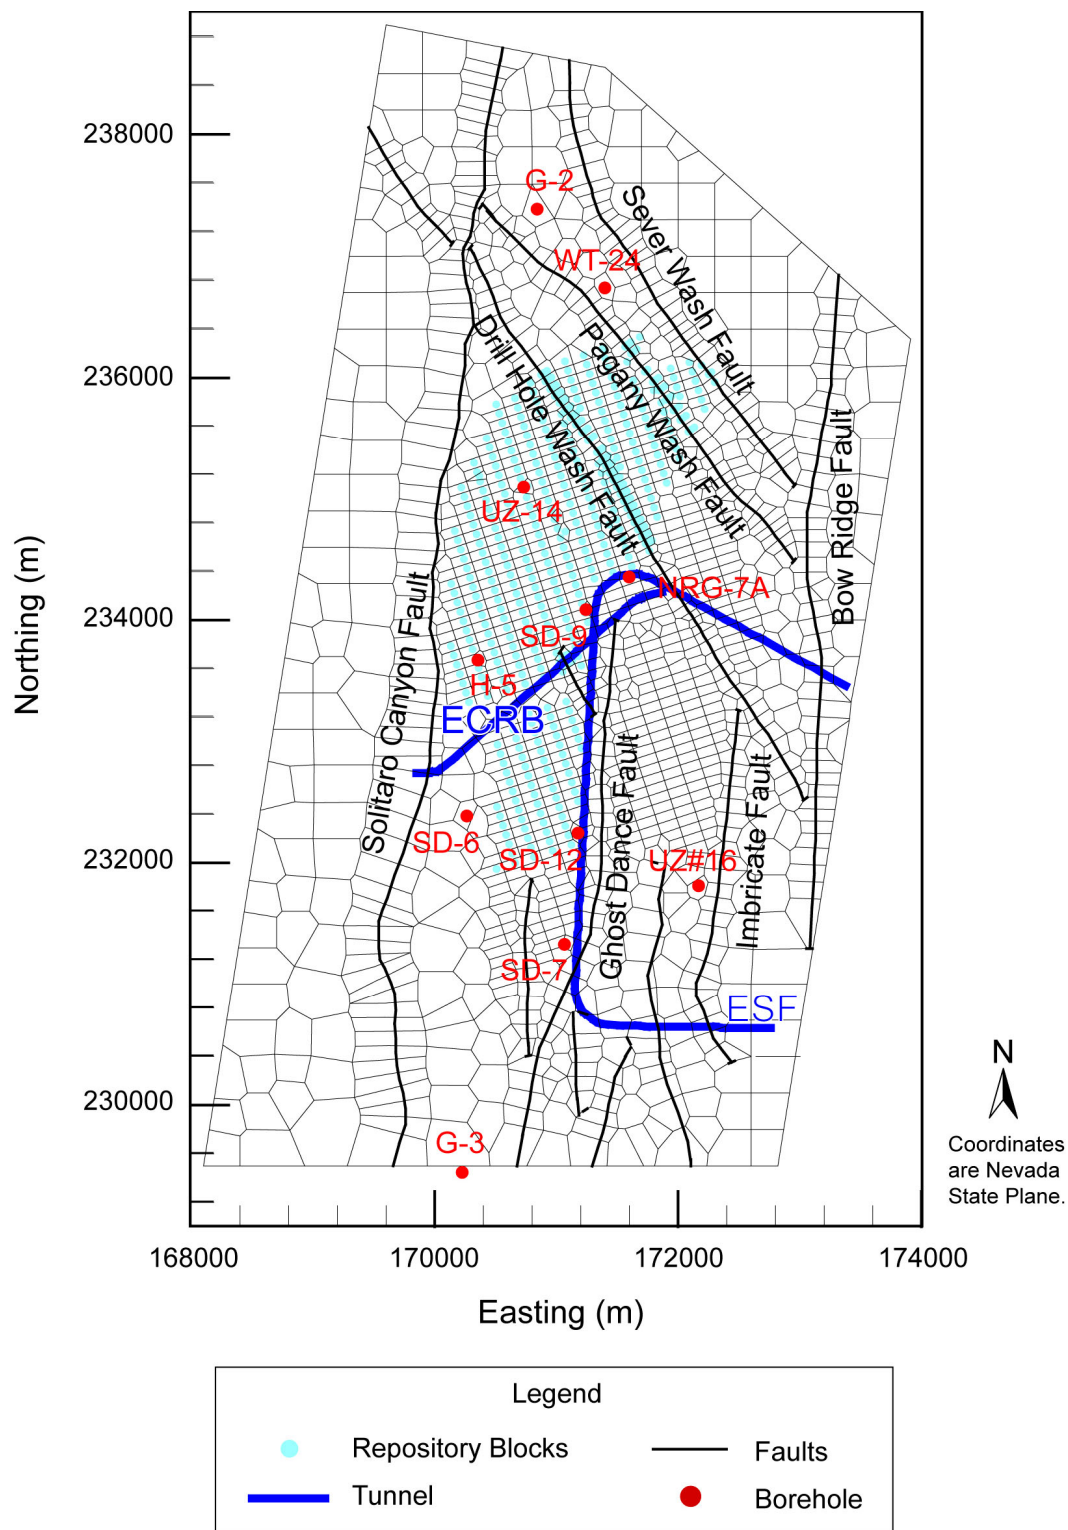 238000
G-2
Sever Wash Fault
WT-24
236000
Drill Hole Wash Fault
Pagany Wash Fault
Bow Ridge Fault
UZ-14
Northing (m)
234000
NRG-7A
SD-9
H-5
ECRB
Solitaro Canyon Fault
Ghost Dance Fault
Imbricate Fault
232000
SD-6
SD-12
UZ#16
SD-7
ESF
230000
G-3
N
Coordinates
are Nevada
State Plane.
168000
170000
172000
174000
Easting (m)
Legend
Repository Blocks
Faults
Tunnel
Borehole